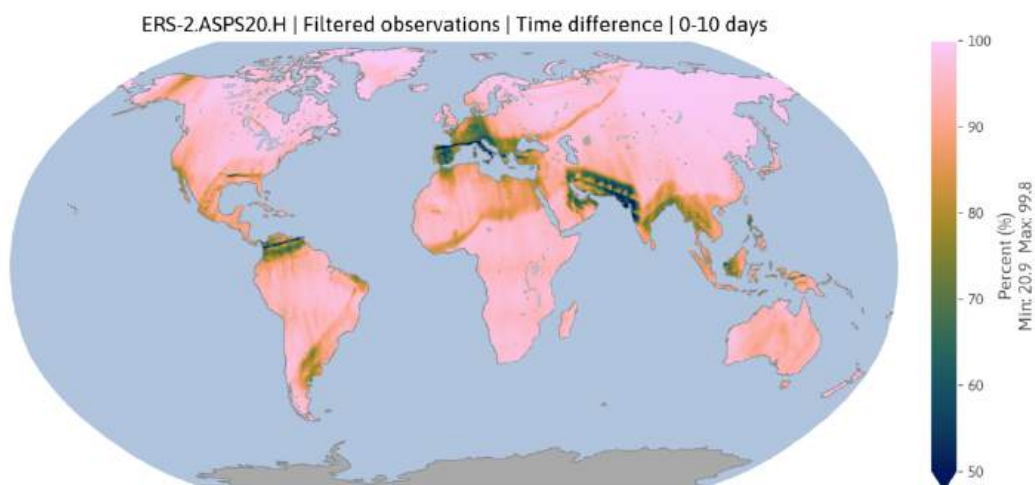 ERS-2.ASPS20.H | Filtered observations | Time difference | 0-10 days
100
90
80
70
60
50
Percent (%)
Min: 20.9 Max: 99.8